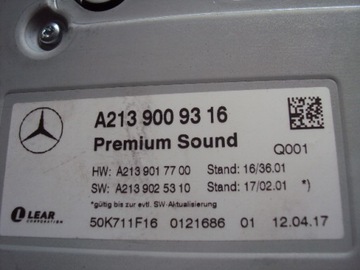 A213 900 93 16
Premium Sound
Q001
HW: A213 901 77 00 Stand: 16/36.01
SW: A213 902 53 10 Stand: 17/02.01 *)
*)gültig bis zur evtl. SW-Aktualisierung
LEAR
CORPORATION
50K711F16 0121686 01 12.04.17